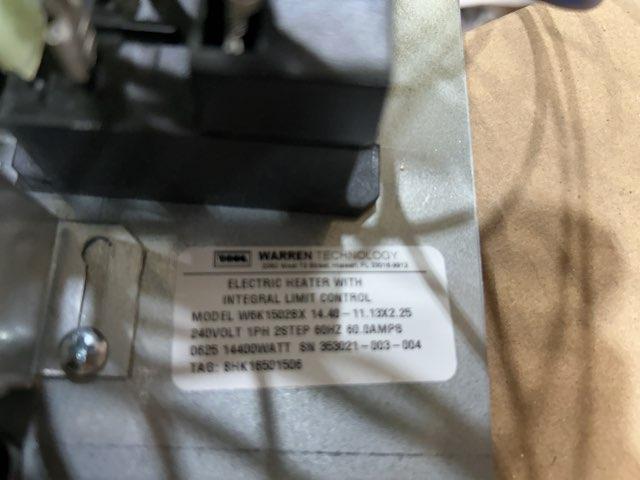 WARREN TECHNOLOGY
ELECTRIC HEATER WITH
INTEGRAL LIMIT CONTROL
MODEL W6K15026X 14.40-11.13X2.25
240VOLT 1PH 2STEP 60HZ 60.0AMPS
0625 14400WATT SN 353021-003-004
TAG: 8HK16501506